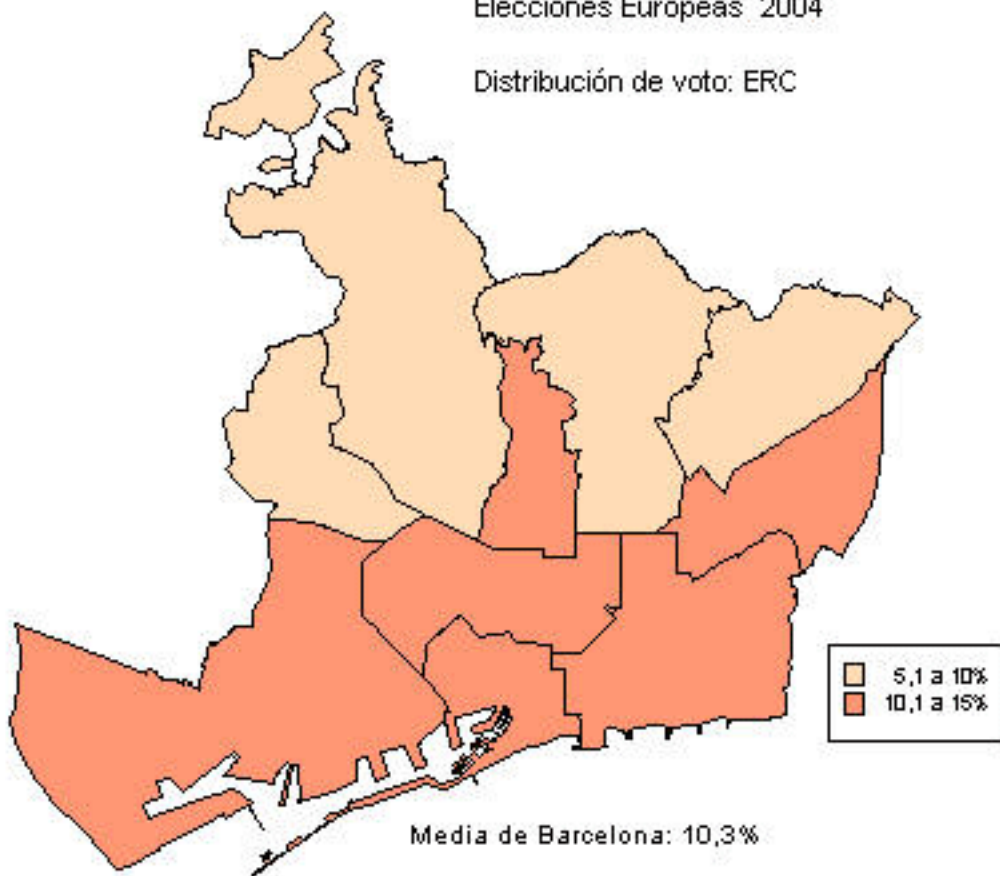 Elecciones Europeas 2004
Distribución de voto: ERC
5,1 a 10%
10,1 a 15%
Media de Barcelona: 10,3%